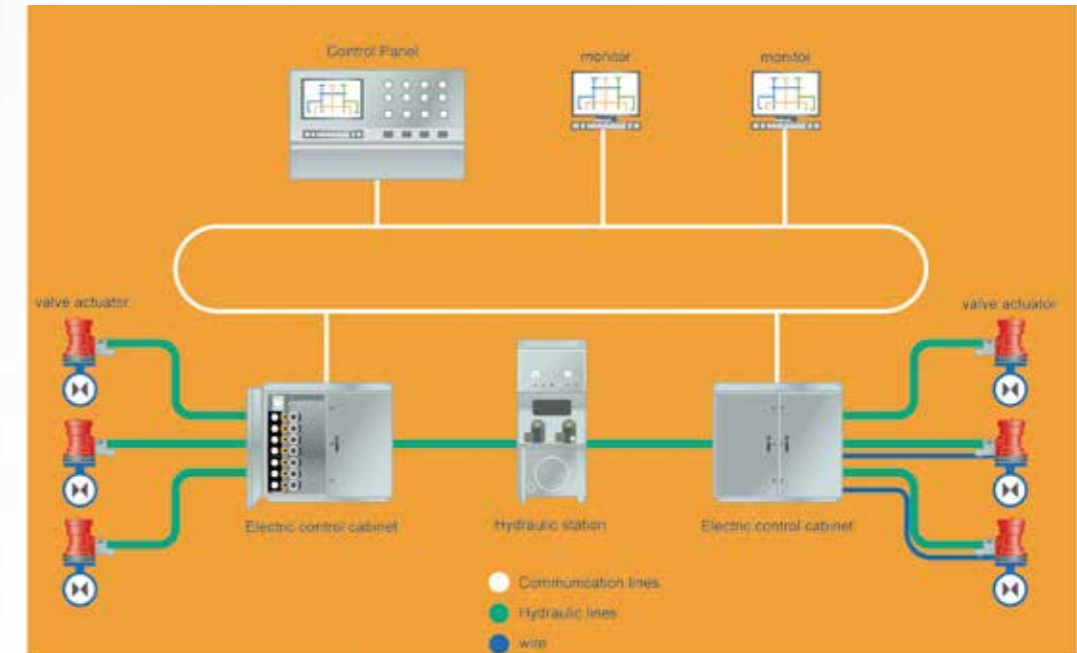 Control Panel
monitor
monitor
valve actuator
valve actuator
Electric control cabinet
Hydraulic station
Electric control cabinet
Communication lines
Hydraulic lines
wire